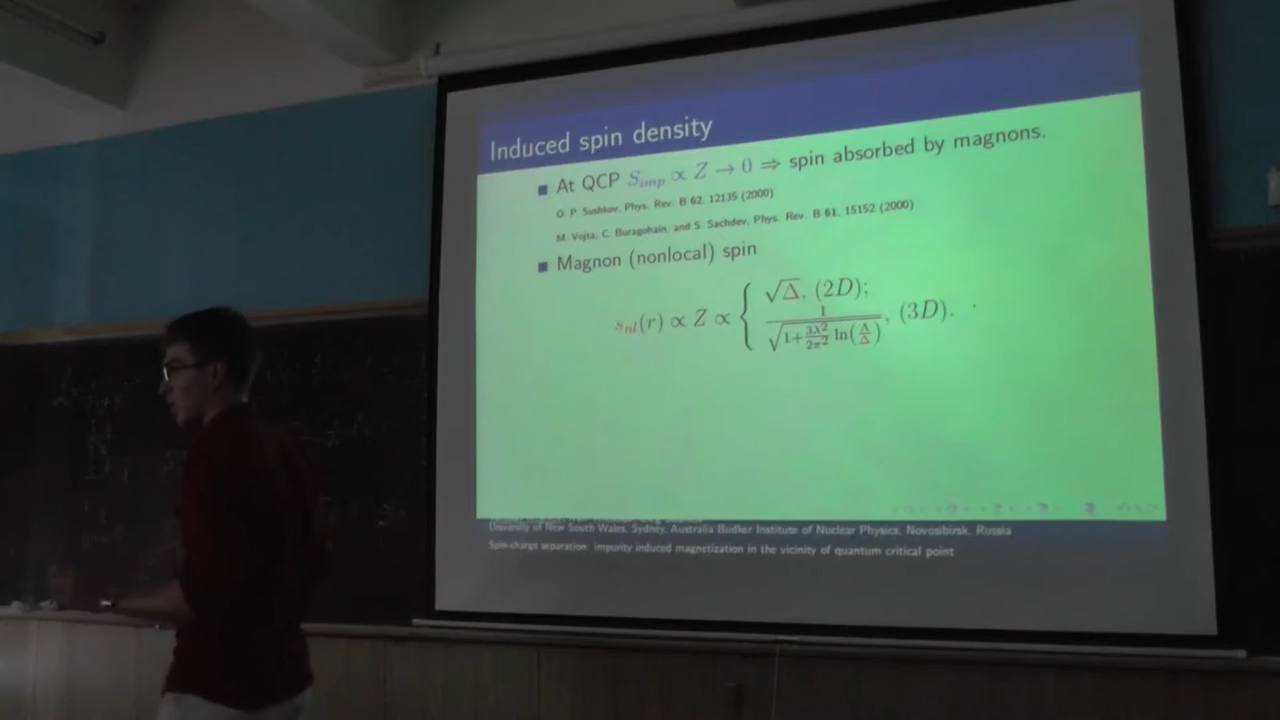 Induced spin density
At QCP S_imp ∝ Z → 0 ⇒ spin absorbed by magnons.
O. P. Sushkov, Phys. Rev. B 62, 12135 (2000)
M. Vojta, C. Buragohain, and S. Sachdev, Phys. Rev. B 61, 15152 (2000)
Magnon (nonlocal) spin
s_nl(r) ∝ Z ∝ { √Δ, (2D);
1 / √(1 + 3λ²/2π² ln(Λ/Δ)), (3D).
University of New South Wales, Sydney, Australia Budker Institute of Nuclear Physics, Novosibirsk, Russia
Spin-charge separation: impurity induced magnetization in the vicinity of quantum critical point